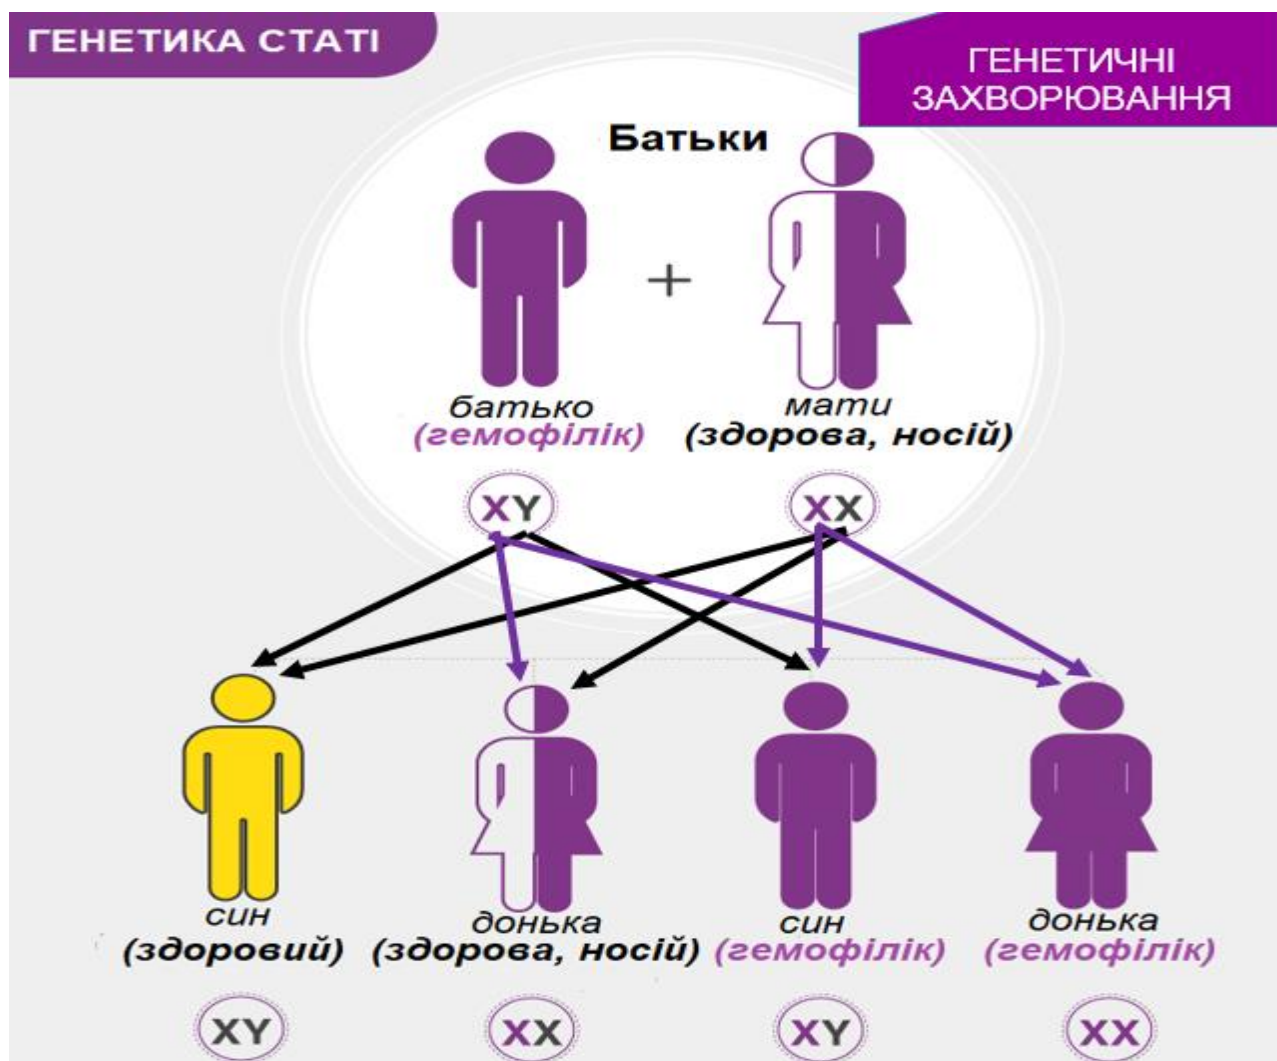 ГЕНЕТИКА СТАТІ
ГЕНЕТИЧНІ
ЗАХВОРЮВАННЯ
Батьки
+
батько
(гемофілік)
мати
(здорова, носій)
XY
XX
син
(здоровий)
донька
(здорова, носій)
син
(гемофілік)
донька
(гемофілік)
XY
XX
XY
XX